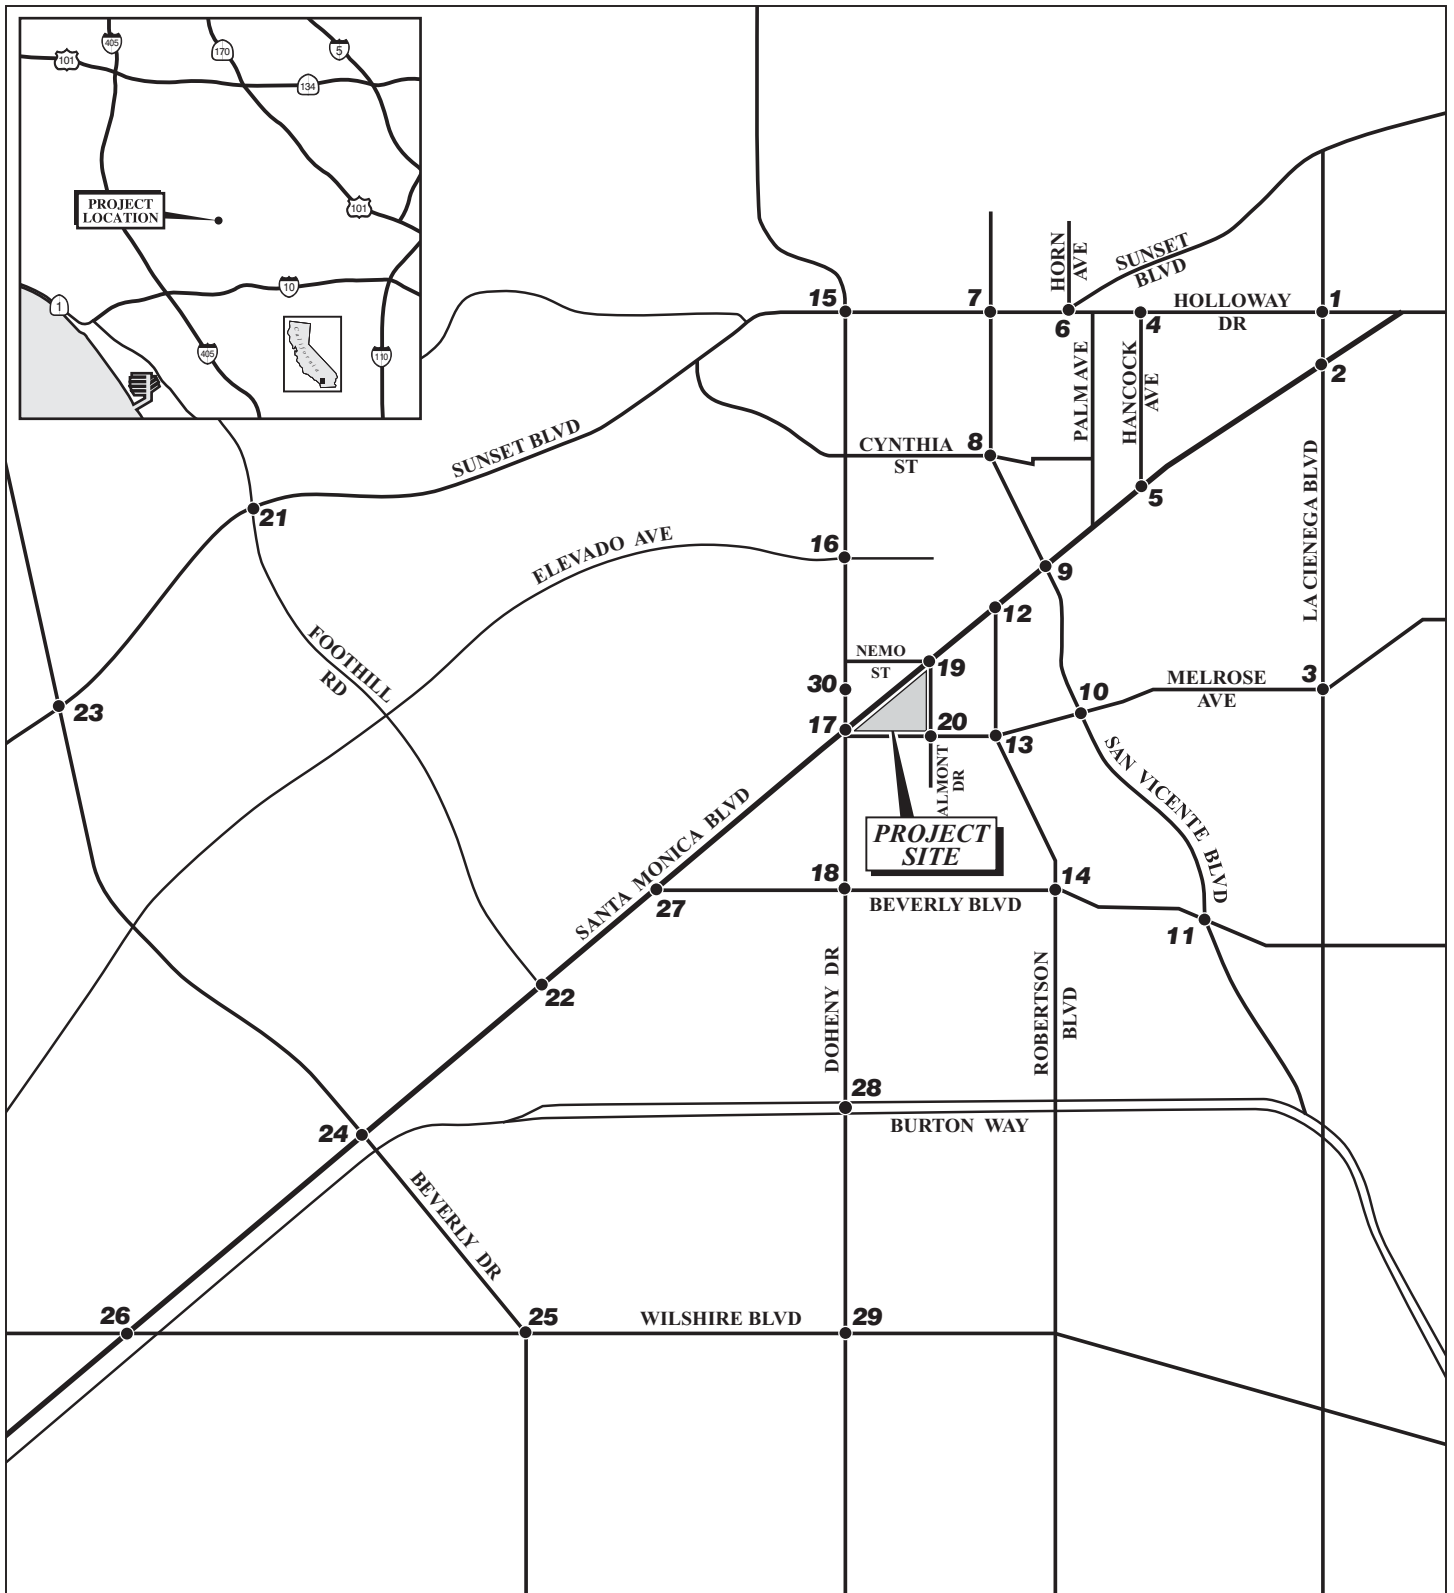 405
170
5
101
134
PROJECT
LOCATION
101
10
1
405
California
110
HORN
AVE
SUNSET
BLVD
15
7
6
4
HOLLOWAY
DR
1
2
PALM AVE
HANCOCK
AVE
SUNSET BLVD
CYNTHIA
ST
8
5
LA CIENEGA BLVD
21
ELEVADO AVE
16
9
12
FOOTHILL
RD
NEMO
ST
19
30
MELROSE
AVE
3
10
23
17
20
13
ALMONT
DR
SAN VICENTE BLVD
SANTA MONICA BLVD
PROJECT
SITE
18
14
27
BEVERLY BLVD
11
22
DOHENY DR
ROBERTSON
BLVD
28
BURTON WAY
24
BEVERLY DR
26
25
WILSHIRE BLVD
29